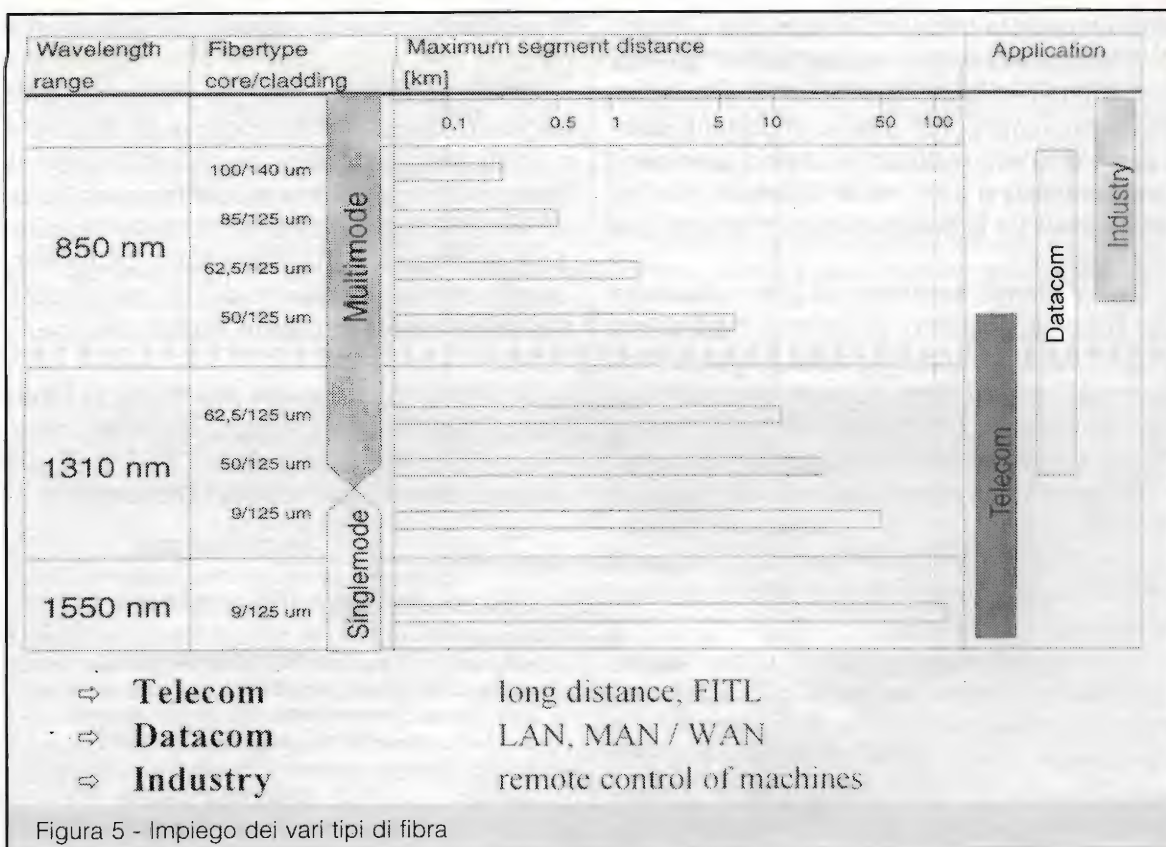 Wavelength range
Fibertype core/cladding
Maximum segment distance [km]
Application
0,1 0.5 1 5 10 50 100
850 nm
100/140 um
85/125 um
62,5/125 um
50/125 um
Multimode
1310 nm
62,5/125 um
50/125 um
9/125 um
Singlemode
1550 nm
9/125 um
Telecom
Datacom
Industry
⇨ Telecom long distance, FITL
⇨ Datacom LAN, MAN / WAN
⇨ Industry remote control of machines
Figura 5 - Impiego dei vari tipi di fibra